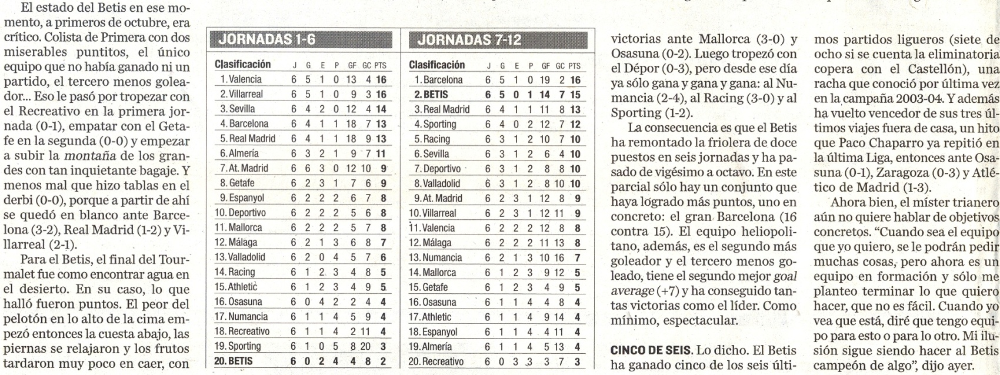 El estado del Betis en ese mo-
mento, a primeros de octubre, era
crítico. Colista de Primera con dos
miserables puntitos, el único
equipo que no había ganado ni un
partido, el tercero menos golea-
dor... Eso le pasó por tropezar con
el Recreativo en la primera jor-
nada (0-1), empatar con el Geta-
fe en la segunda (0-0) y empezar
a subir la montaña de los gran-
des con tan inquietante bagaje. Y
menos mal que hizo tablas en el
derbi (0-0), porque a partir de ahí
se quedó en blanco ante Barce-
lona (3-2), Real Madrid (1-2) y Vi-
llarreal (2-1).
Para el Betis, el final del Tour-
malet fue como encontrar agua en
el desierto. En su caso, lo que
halló fueron puntos. El peor del
pelotón en lo alto de la cima em-
pezó entonces la cuesta abajo, las
piernas se relajaron y los frutos
tardaron muy poco en caer, con
JORNADAS 1-6
Clasificación J G E P GF GC PTS
1. Valencia 6 5 1 0 13 4 16
2. Villarreal 6 5 1 0 9 3 16
3. Sevilla 6 4 2 0 12 4 14
4. Barcelona 6 4 1 1 18 7 13
5. Real Madrid 6 4 1 1 18 9 13
6. Almería 6 3 2 1 9 7 11
7. At. Madrid 6 6 3 0 12 10 9
8. Getafe 6 2 3 1 7 6 9
9. Espanyol 6 2 2 2 6 7 8
10. Deportivo 6 2 2 2 5 6 8
11. Mallorca 6 2 2 2 5 7 8
12. Málaga 6 2 1 3 6 8 7
13. Valladolid 6 2 0 4 5 7 6
14. Racing 6 1 2 3 4 8 5
15. Athletic 6 1 2 3 4 9 5
16. Osasuna 6 0 4 2 2 4 4
17. Numancia 6 1 1 4 5 9 4
18. Recreativo 6 1 1 4 2 11 4
19. Sporting 6 1 0 5 8 20 3
20. BETIS 6 0 2 4 4 8 2
JORNADAS 7-12
Clasificación J G E P GF GC PTS
1. Barcelona 6 5 1 0 19 2 16
2. BETIS 6 5 0 1 14 7 15
3. Real Madrid 6 4 1 1 11 8 13
4. Sporting 6 4 0 2 12 7 12
5. Racing 6 3 1 2 10 7 10
6. Sevilla 6 3 1 2 6 4 10
7. Deportivo 6 3 1 2 8 8 10
8. Valladolid 6 3 1 2 8 10 10
9. At. Madrid 6 2 3 1 12 8 9
10. Villarreal 6 2 3 1 12 11 9
11. Valencia 6 2 2 2 12 8 8
12. Málaga 6 2 2 2 11 13 8
13. Numancia 6 2 1 3 10 16 7
14. Mallorca 6 1 2 3 9 12 5
15. Getafe 6 1 2 3 4 9 5
16. Osasuna 6 1 1 4 4 8 4
17. Athletic 6 1 1 4 9 14 4
18. Espanyol 6 1 1 4 4 11 4
19. Almería 6 1 1 4 5 13 4
20. Recreativo 6 0 3 3 3 7 3
victorias ante Mallorca (3-0) y
Osasuna (0-2). Luego tropezó con
el Dépor (0-3), pero desde ese día
ya sólo gana y gana y gana: al Nu-
mancia (2-4), al Racing (3-0) y al
Sporting (1-2).
La consecuencia es que el Betis
ha remontado la friolera de doce
puestos en seis jornadas y ha pa-
sado de vigésimo a octavo. En este
parcial sólo hay un conjunto que
haya logrado más puntos, uno en
concreto: el gran Barcelona (16
contra 15). El equipo heliopoli-
tano, además, es el segundo más
goleador y el tercero menos go-
leado, tiene el segundo mejor goal
average (+7) y ha conseguido tan-
tas victorias como el líder. Como
mínimo, espectacular.
CINCO DE SEIS. Lo dicho. El Betis
ha ganado cinco de los seis últi-
mos partidos ligueros (siete de
ocho si se cuenta la eliminatoria
copera con el Castellón), una
racha que conoció por última vez
en la campaña 2003-04. Y además
ha vuelto vencedor de sus tres úl-
timos viajes fuera de casa, un hito
que Paco Chaparro ya repitió en
la última Liga, entonces ante Osa-
suna (0-1), Zaragoza (0-3) y Atlé-
tico de Madrid (1-3).
Ahora bien, el míster trianero
aún no quiere hablar de objetivos
concretos. “Cuando sea el equipo
que yo quiero, se le podrán pedir
muchas cosas, pero ahora es un
equipo en formación y sólo me
planteo terminar lo que quiero
hacer, que no es fácil. Cuando yo
vea que está, diré que tengo equi-
po para esto o para lo otro. Mi ilu-
sión sigue siendo hacer al Betis
campeón de algo”, dijo ayer.